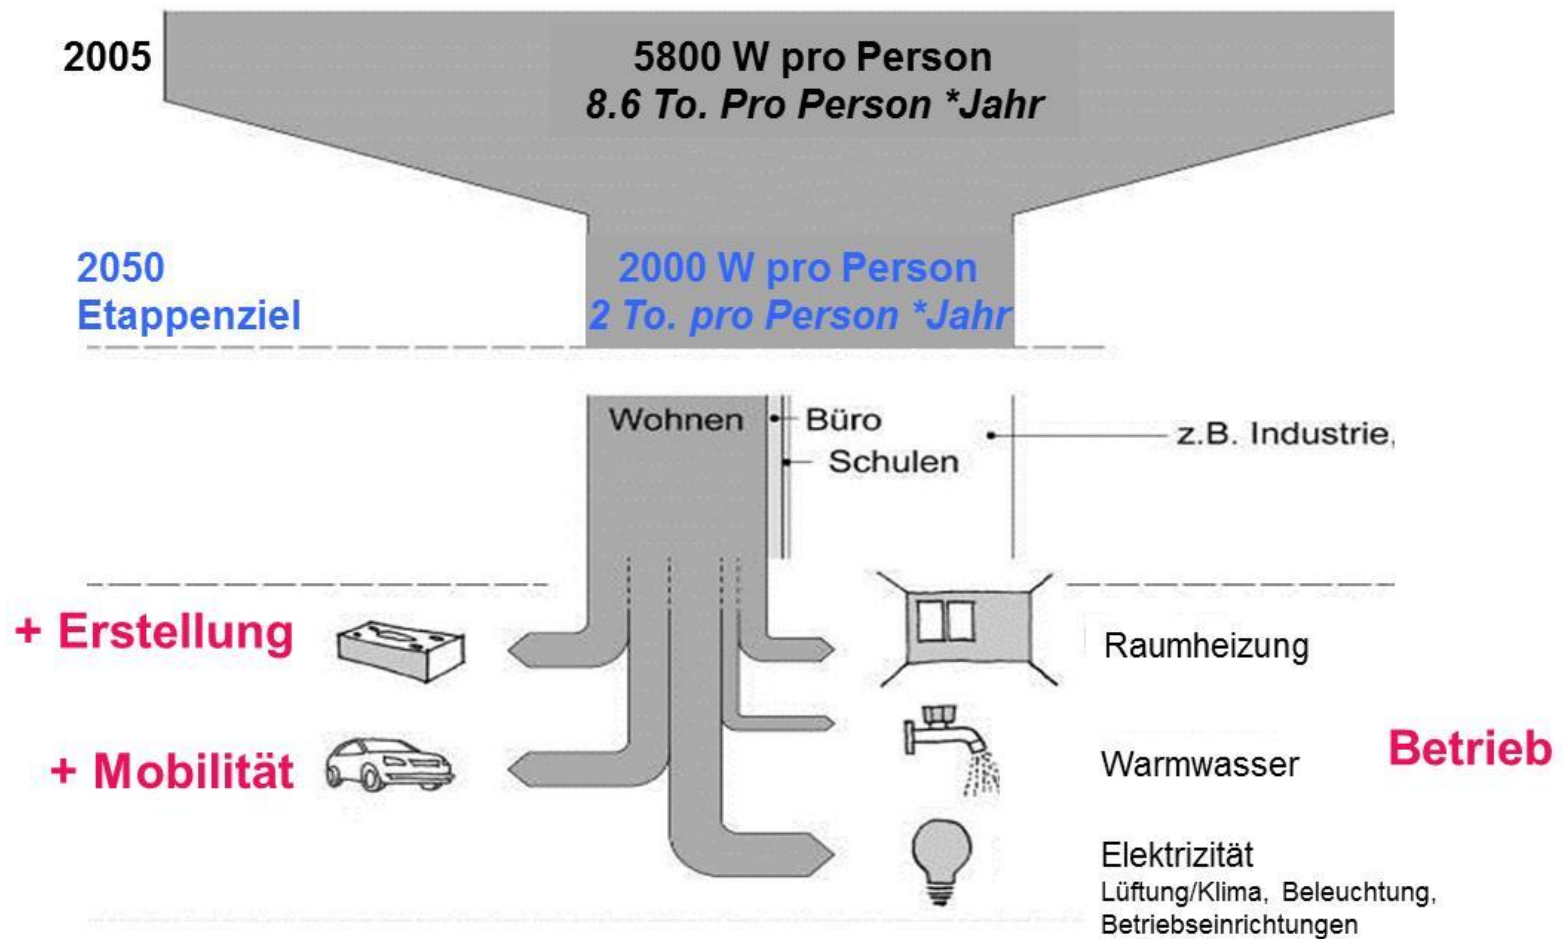 2005
5800 W pro Person
8.6 To. Pro Person *Jahr
2050
Etappenziel
2000 W pro Person
2 To. pro Person *Jahr
Wohnen
Büro
Schulen
z.B. Industrie,
+ Erstellung
Raumheizung
+ Mobilität
Warmwasser
Betrieb
Elektrizität
Lüftung/Klima, Beleuchtung,
Betriebseinrichtungen